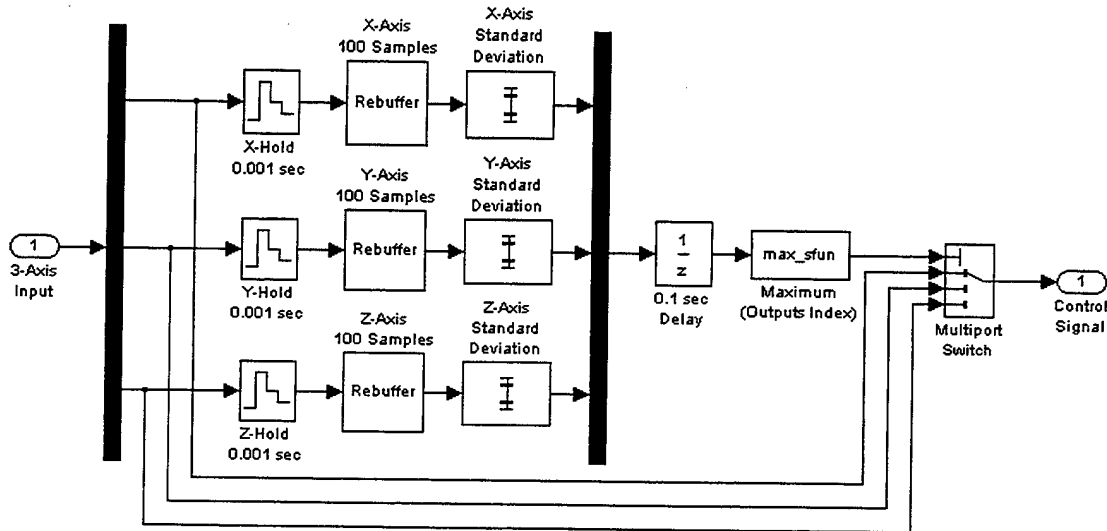 X-Axis
100 Samples
X-Axis
Standard
Deviation
Rebuffer
X-Hold
0.001 sec
Y-Axis
100 Samples
Y-Axis
Standard
Deviation
1
3-Axis
Input
Rebuffer
Y-Hold
0.001 sec
1
z
0.1 sec
Delay
max_sfun
Maximum
(Outputs Index)
Multiport
Switch
1
Control
Signal
Z-Axis
100 Samples
Z-Axis
Standard
Deviation
Rebuffer
Z-Hold
0.001 sec